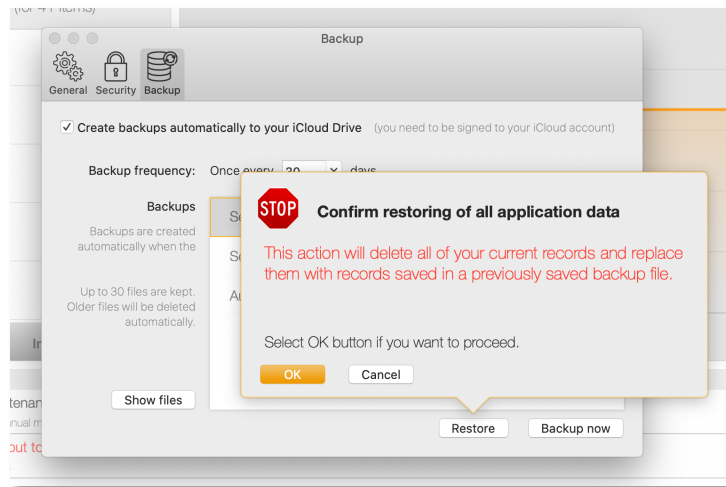 (for 41 items)
Backup
General Security Backup
Create backups automatically to your iCloud Drive (you need to be signed to your iCloud account)
Backup frequency: Once every 30 days
Backups
Backups are created
automatically when the
Up to 30 files are kept.
Older files will be deleted
automatically.
Show files
STOP Confirm restoring of all application data
This action will delete all of your current records and replace
them with records saved in a previously saved backup file.
Select OK button if you want to proceed.
OK Cancel
Restore Backup now